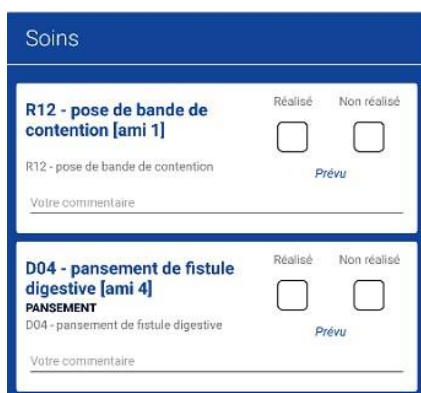 Soins
R12 - pose de bande de
contention [ami 1]
Réalisé Non réalisé
R12 - pose de bande de contention
Prévu
Votre commentaire
D04 - pansement de fistule
digestive [ami 4]
Réalisé Non réalisé
PANSEMENT
D04 - pansement de fistule digestive
Prévu
Votre commentaire